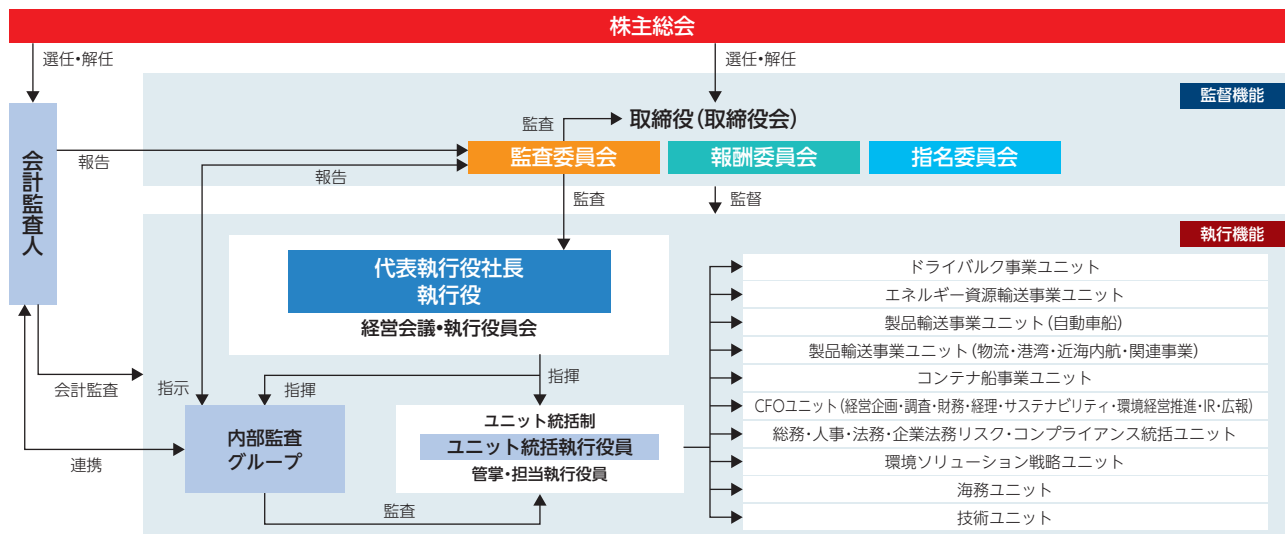 株主総会
選任・解任
選任・解任
監督機能
取締役(取締役会)
監査
会計監査人
報告
監査委員会
報酬委員会
指名委員会
報告
監査
監督
執行機能
代表執行役社長
執行役
経営会議・執行役員会
会計監査
指示
指揮
指揮
連携
内部監査
グループ
監査
ユニット統括制
ユニット統括執行役員
管掌・担当執行役員
ドライバルク事業ユニット
エネルギー資源輸送事業ユニット
製品輸送事業ユニット(自動車船)
製品輸送事業ユニット(物流・港湾・近海内航・関連事業)
コンテナ船事業ユニット
CFOユニット(経営企画・調査・財務・経理・サステナビリティ・環境経営推進・IR・広報)
総務・人事・法務・企業法務リスク・コンプライアンス統括ユニット
環境ソリューション戦略ユニット
海務ユニット
技術ユニット